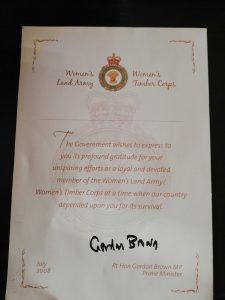 Women's Land Army
Women's Timber Corps
The Government wishes to express to
you its profound gratitude for your
unsparing efforts as a loyal and devoted
member of the Women's Land Army/
Women's Timber Corps at a time when our country
depended upon you for its survival.
Gordon Brown
July
2008
Rt Hon Gordon Brown MP
Prime Minister